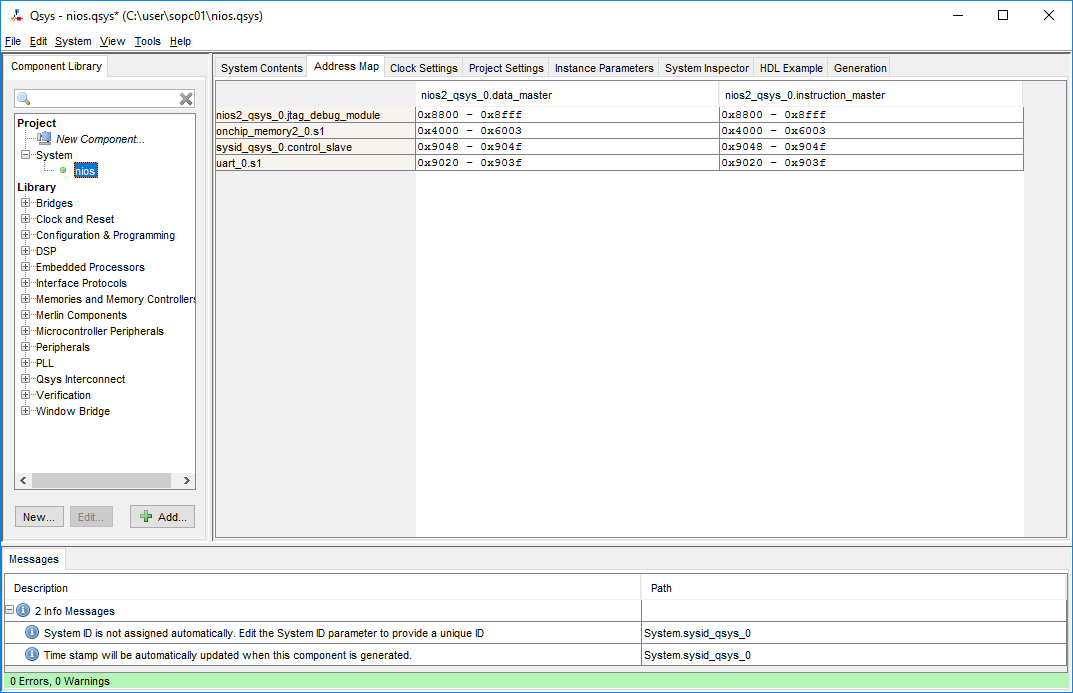 Qsys - nios.qsys* (C:\user\sopc01\nios.qsys)
File Edit System View Tools Help
Component Library
Project
New Component...
System
nios
Library
Bridges
Clock and Reset
Configuration & Programming
DSP
Embedded Processors
Interface Protocols
Memories and Memory Controllers
Merlin Components
Microcontroller Peripherals
Peripherals
PLL
Qsys Interconnect
Verification
Window Bridge
New... Edit... Add...
System Contents Address Map Clock Settings Project Settings Instance Parameters System Inspector HDL Example Generation
nios2_qsys_0.data_master nios2_qsys_0.instruction_master
nios2_qsys_0.jtag_debug_module 0x8800 - 0x8fff 0x8800 - 0x8fff
onchip_memory2_0.s1 0x4000 - 0x6003 0x4000 - 0x6003
sysid_qsys_0.control_slave 0x9048 - 0x904f 0x9048 - 0x904f
uart_0.s1 0x9020 - 0x903f 0x9020 - 0x903f
Messages
Description Path
2 Info Messages
System ID is not assigned automatically. Edit the System ID parameter to provide a unique ID System.sysid_qsys_0
Time stamp will be automatically updated when this component is generated. System.sysid_qsys_0
0 Errors, 0 Warnings